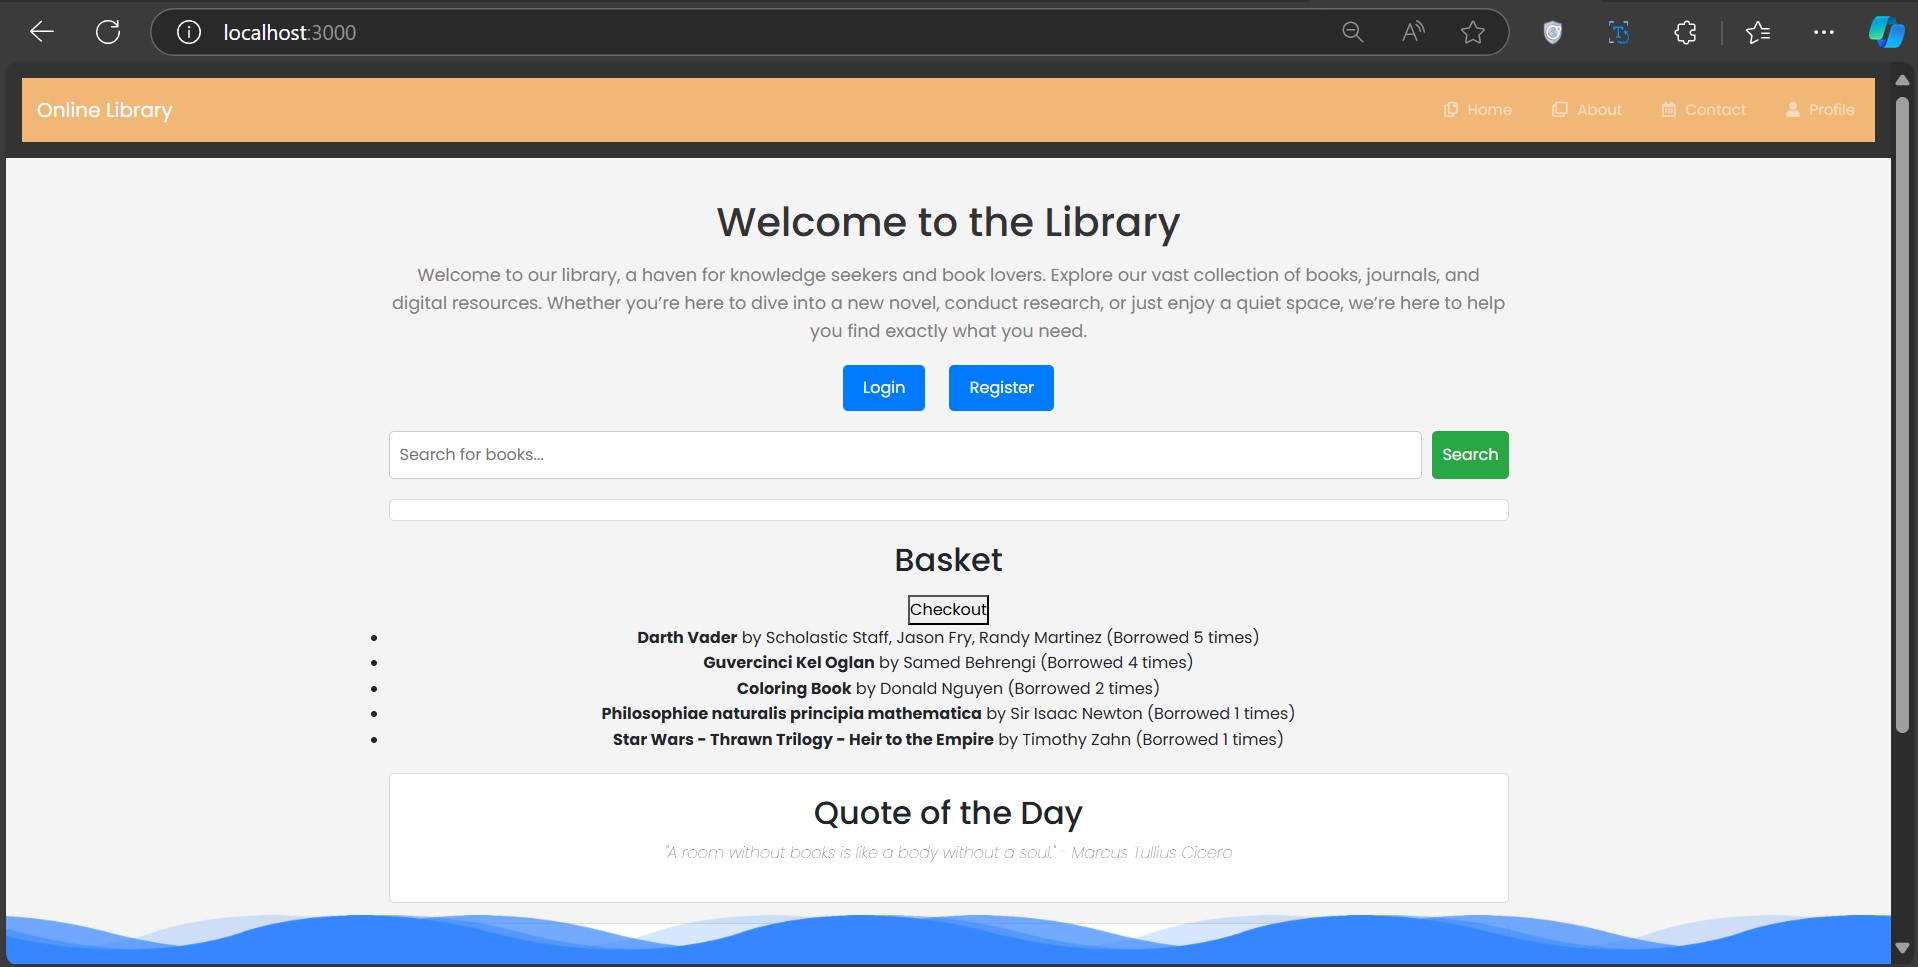 localhost:3000
Online Library
Home
About
Contact
Profile
Welcome to the Library
Welcome to our library, a haven for knowledge seekers and book lovers. Explore our vast collection of books, journals, and
digital resources. Whether you’re here to dive into a new novel, conduct research, or just enjoy a quiet space, we’re here to help
you find exactly what you need.
Login
Register
Search for books...
Search
Basket
Checkout
Darth Vader by Scholastic Staff, Jason Fry, Randy Martinez (Borrowed 5 times)
Guvercinci Kel Oglan by Samed Behrengi (Borrowed 4 times)
Coloring Book by Donald Nguyen (Borrowed 2 times)
Philosophiae naturalis principia mathematica by Sir Isaac Newton (Borrowed 1 times)
Star Wars - Thrawn Trilogy - Heir to the Empire by Timothy Zahn (Borrowed 1 times)
Quote of the Day
"A room without books is like a body without a soul." - Marcus Tullius Cicero